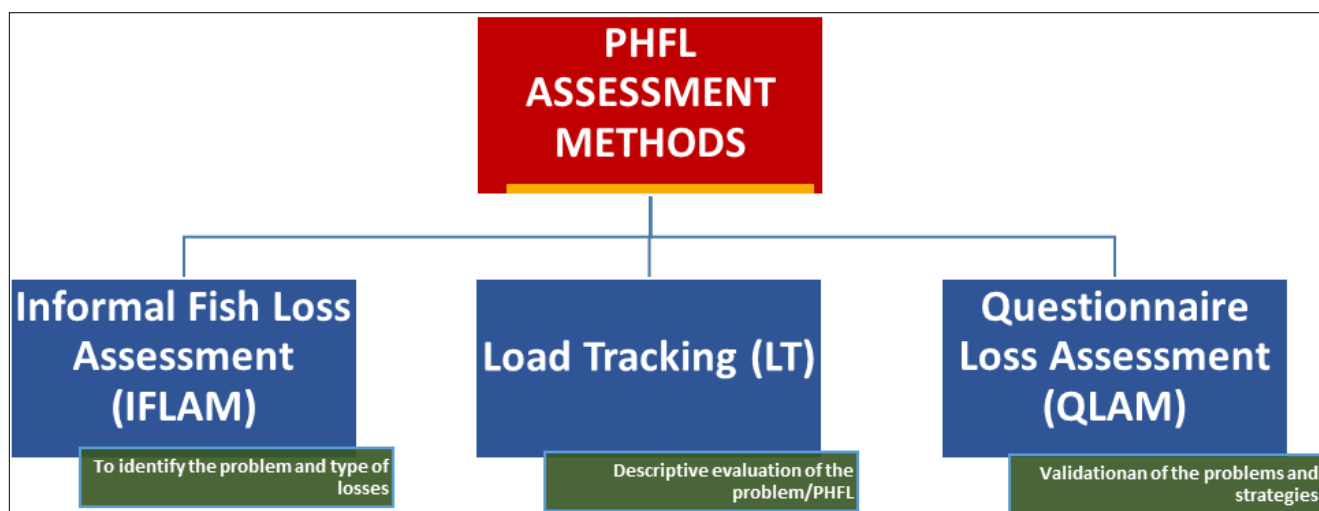 PHFL
ASSESSMENT
METHODS
Informal Fish Loss
Assessment
(IFLAM)
To identify the problem and type of
losses
Load Tracking (LT)
Descriptive evaluation of the
problem/PHFL
Questionnaire
Loss Assessment
(QLAM)
Validationan of the problems and
strategies